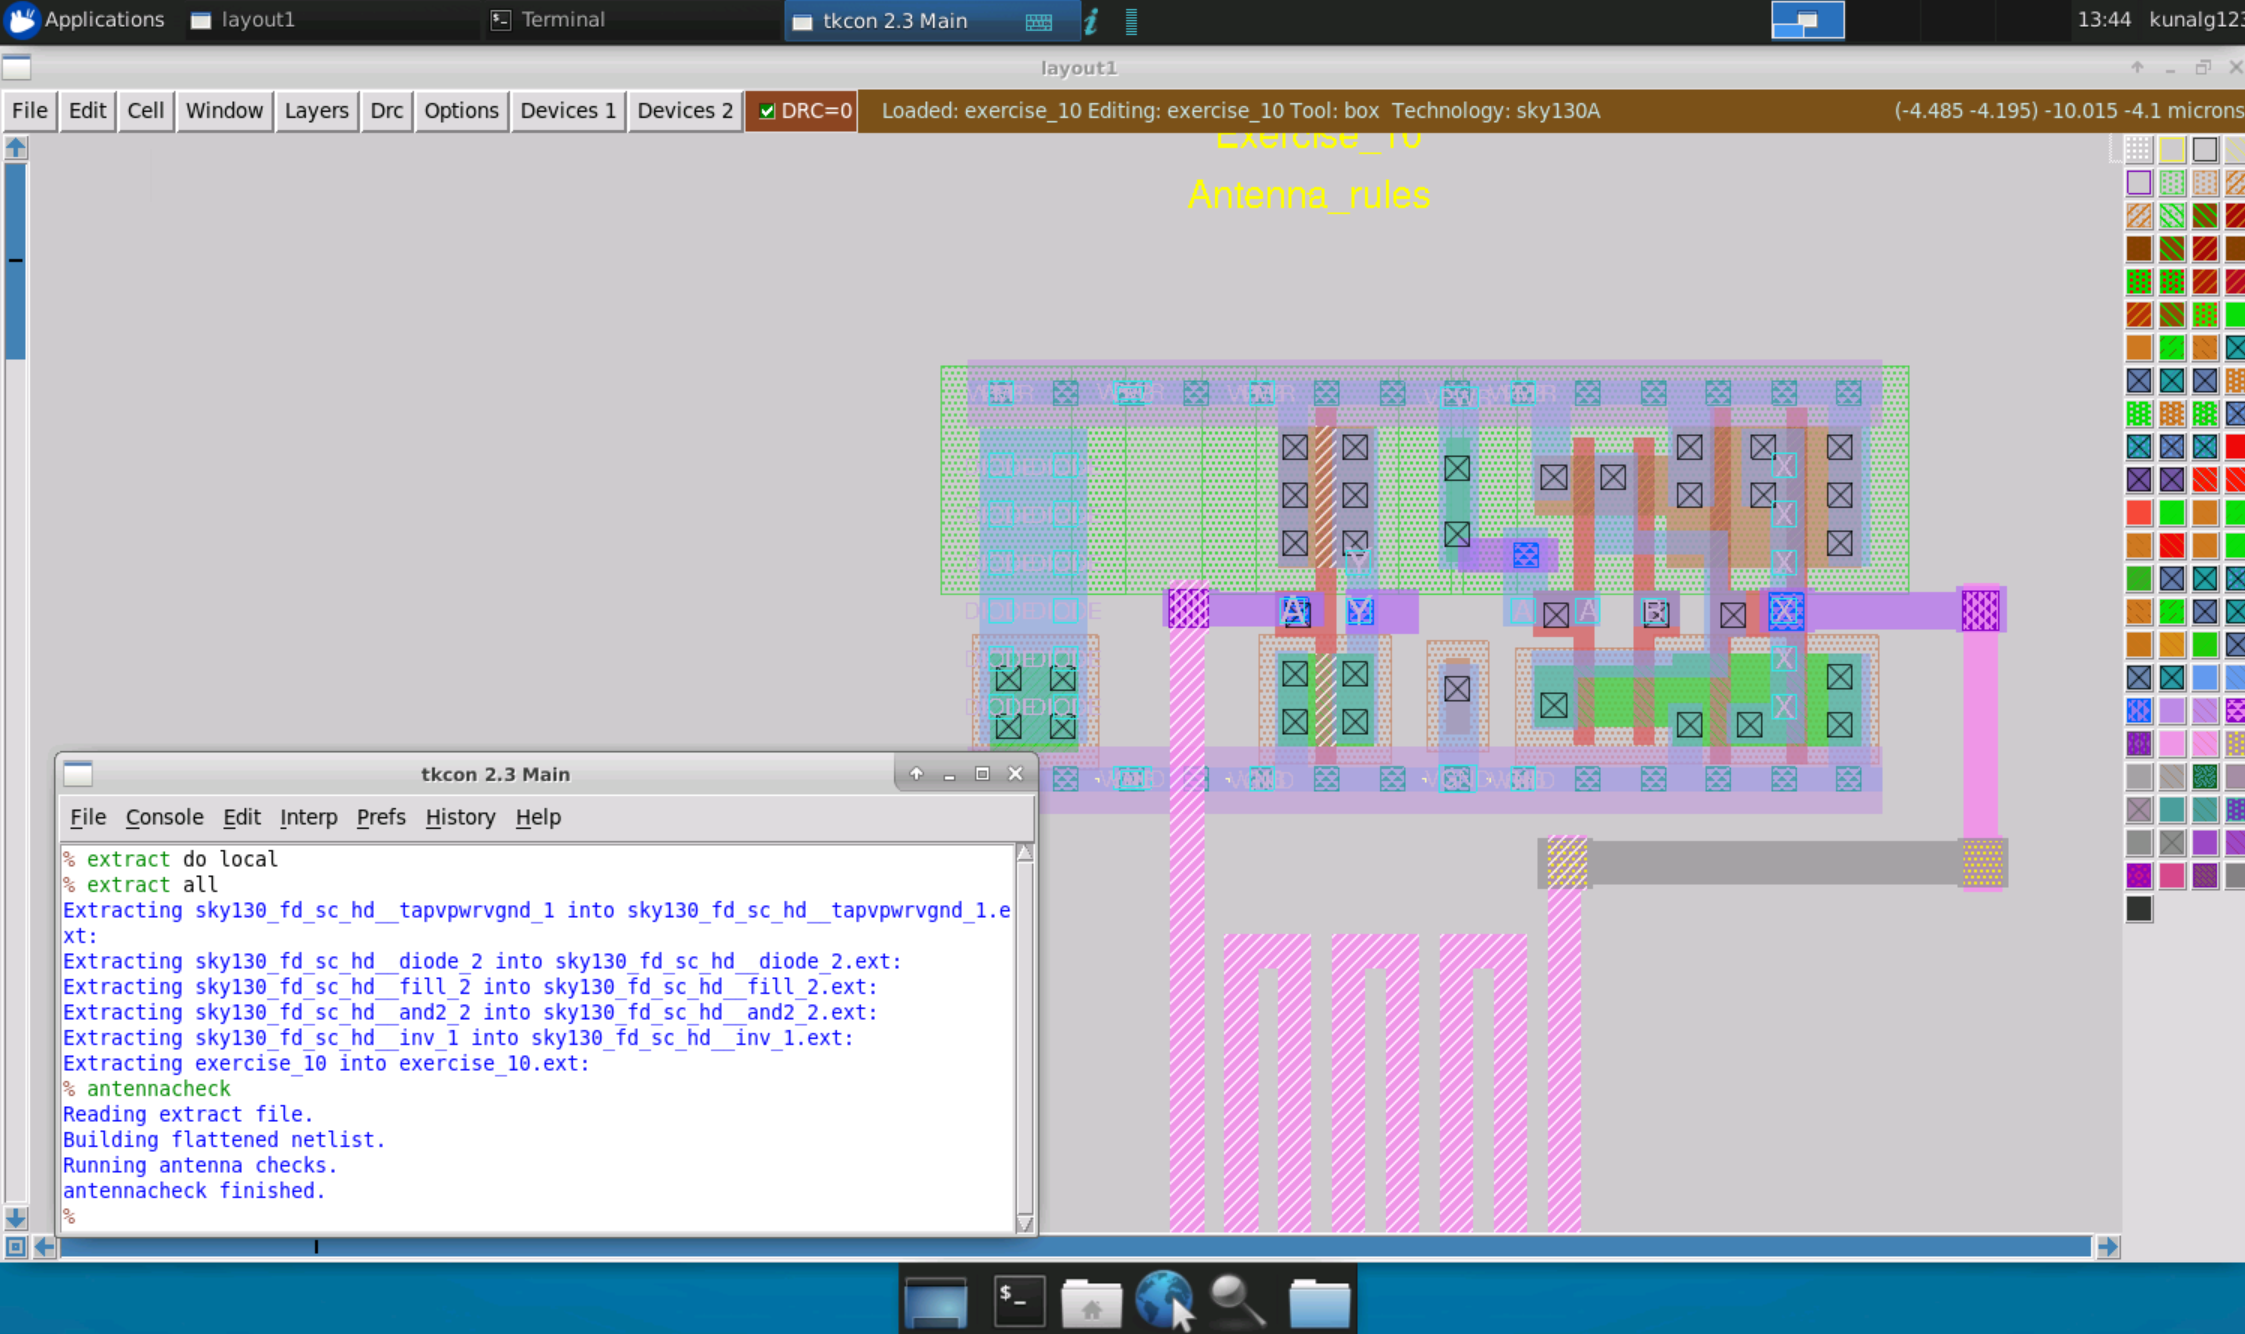 Applications layout1 Terminal tkcon 2.3 Main 13:44
layout1
File Edit Cell Window Layers Drc Options Devices 1 Devices 2 DRC=0 Loaded: exercise_10 Editing: exercise_10 Tool: box Technology: sky130A (-4.485 -4.195) -10.015 -4.1 microns
Exercise_10
Antenna_rules
X
X
Y
X
A Y A A B X
X
X
tkcon 2.3 Main
File Edit Console Interp Prefs History Help
% extract do local
% extract all
Extracting sky130_fd_sc_hd__tapvpwrvgnd_1 into sky130_fd_sc_hd__tapvpwrvgnd_1.e
xt:
Extracting sky130_fd_sc_hd__diode_2 into sky130_fd_sc_hd__diode_2.ext:
Extracting sky130_fd_sc_hd__fill_2 into sky130_fd_sc_hd__fill_2.ext:
Extracting sky130_fd_sc_hd__and2_2 into sky130_fd_sc_hd__and2_2.ext:
Extracting sky130_fd_sc_hd__inv_1 into sky130_fd_sc_hd__inv_1.ext:
Extracting exercise_10 into exercise_10.ext:
% antennacheck
Reading extract file.
Building flattened netlist.
Running antenna checks.
antennacheck finished.
%
$_